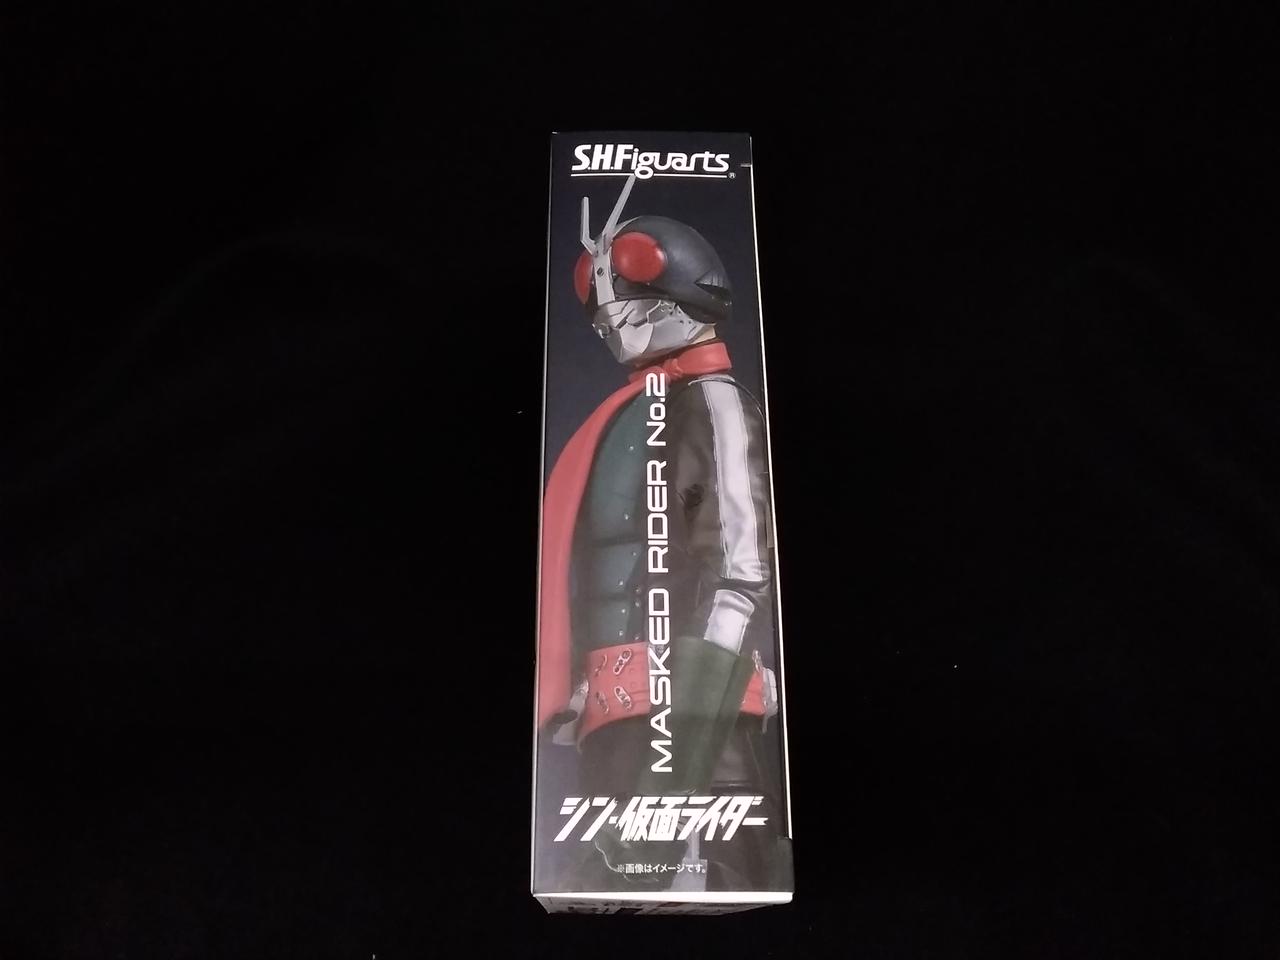 S.H.Figuarts
®
MASKED RIDER No.2
シン・仮面ライダー
※画像はイメージです。